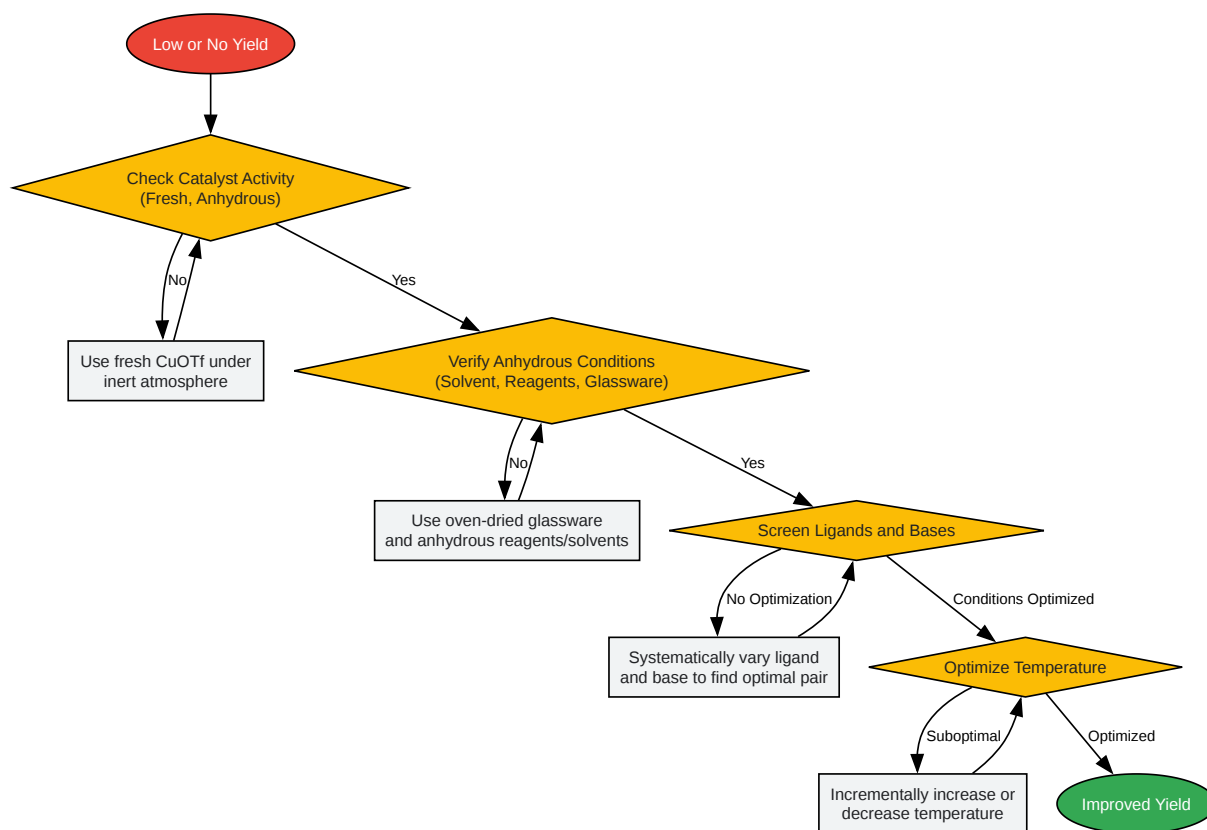 Low or No Yield
Check Catalyst Activity
(Fresh, Anhydrous)
No
Yes
Use fresh CuOTf under
inert atmosphere
Verify Anhydrous Conditions
(Solvent, Reagents, Glassware)
No
Yes
Use oven-dried glassware
and anhydrous reagents/solvents
Screen Ligands and Bases
No Optimization
Conditions Optimized
Systematically vary ligand
and base to find optimal pair
Optimize Temperature
Suboptimal
Optimized
Incrementally increase or
decrease temperature
Improved Yield